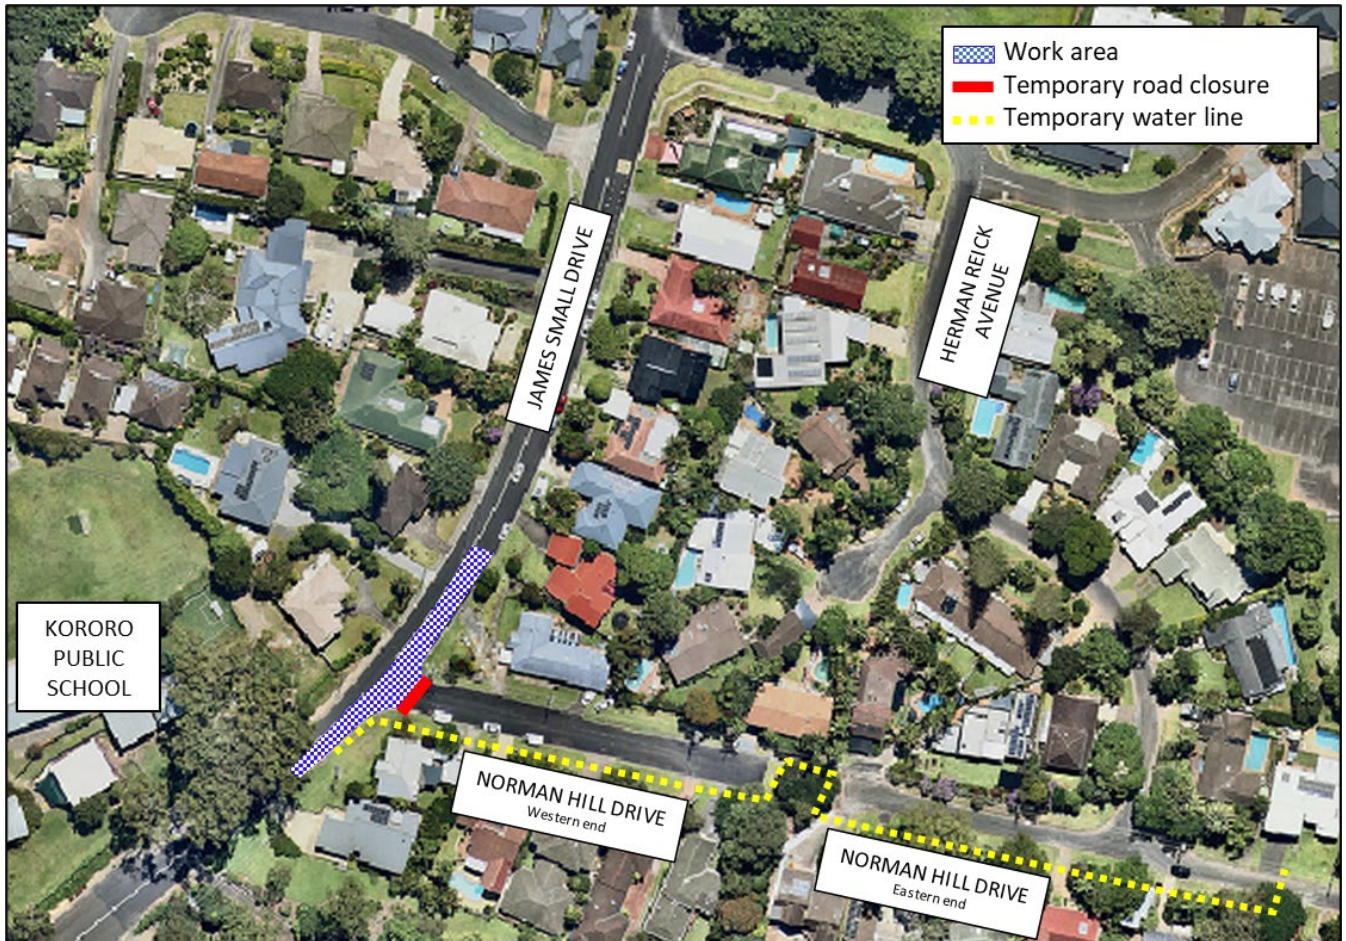 Work area
Temporary road closure
Temporary water line
JAMES SMALL DRIVE
HERMAN REICK
AVENUE
KORORO
PUBLIC
SCHOOL
NORMAN HILL DRIVE
Western end
NORMAN HILL DRIVE
Eastern end